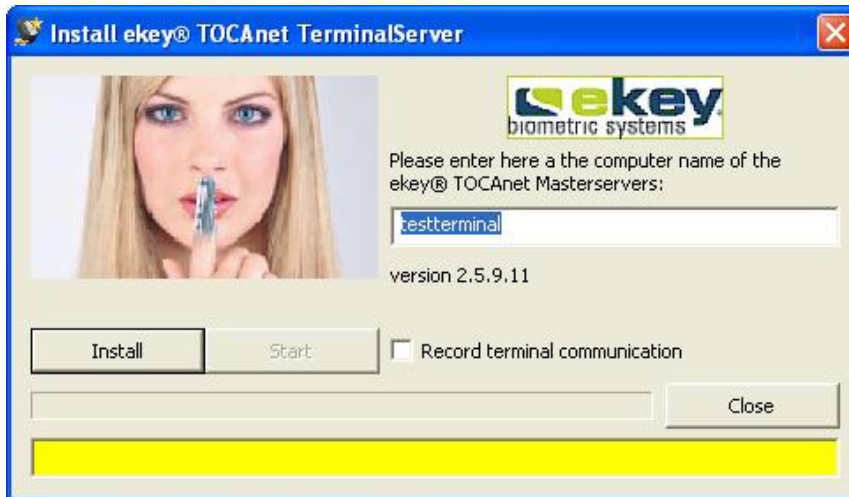 Install ekey® TOCAnet TerminalServer
ekey
biometric systems
Please enter here a the computer name of the
ekey® TOCAnet Masterservers:
testterminal
version 2.5.9.11
Install
Start
Record terminal communication
Close